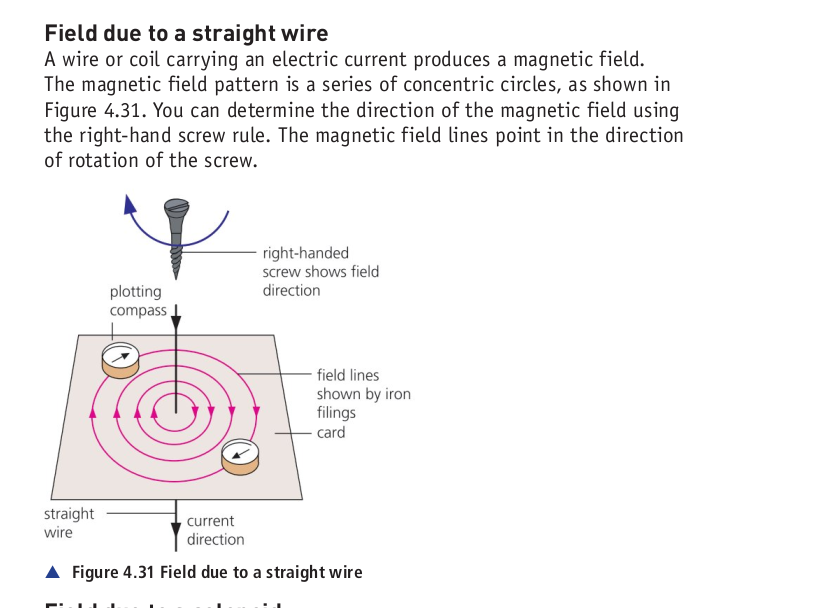 Field due to a straight wire
A wire or coil carrying an electric current produces a magnetic field.
The magnetic field pattern is a series of concentric circles, as shown in
Figure 4.31. You can determine the direction of the magnetic field using
the right-hand screw rule. The magnetic field lines point in the direction
of rotation of the screw.
right-handed
screw shows field
direction
plotting
compass
field lines
shown by iron
filings
card
straight
wire
current
direction
▲ Figure 4.31 Field due to a straight wire
Field due to a solenoid